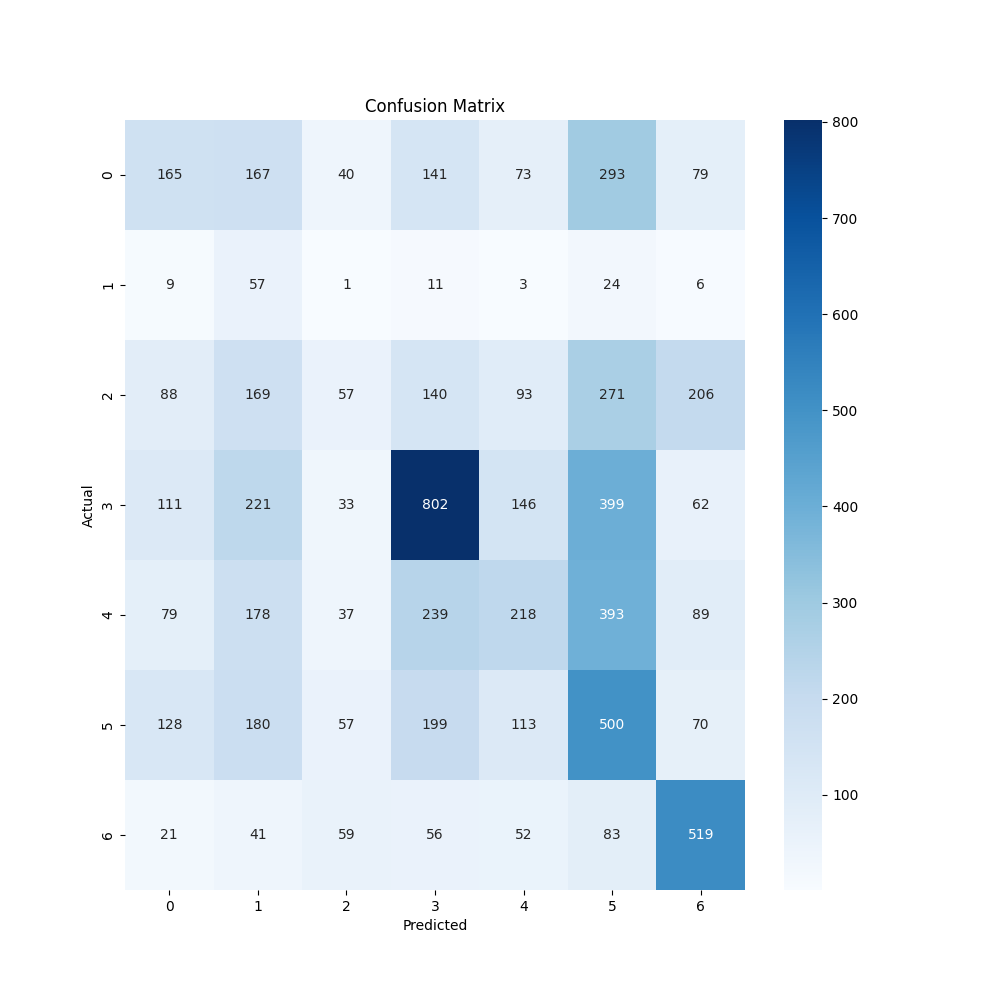 Confusion Matrix
0 165 167 40 141 73 293 79
1 9 57 1 11 3 24 6
2 88 169 57 140 93 271 206
3 111 221 33 802 146 399 62
4 79 178 37 239 218 393 89
5 128 180 57 199 113 500 70
6 21 41 59 56 52 83 519
0 1 2 3 4 5 6
Predicted
Actual
800
700
600
500
400
300
200
100